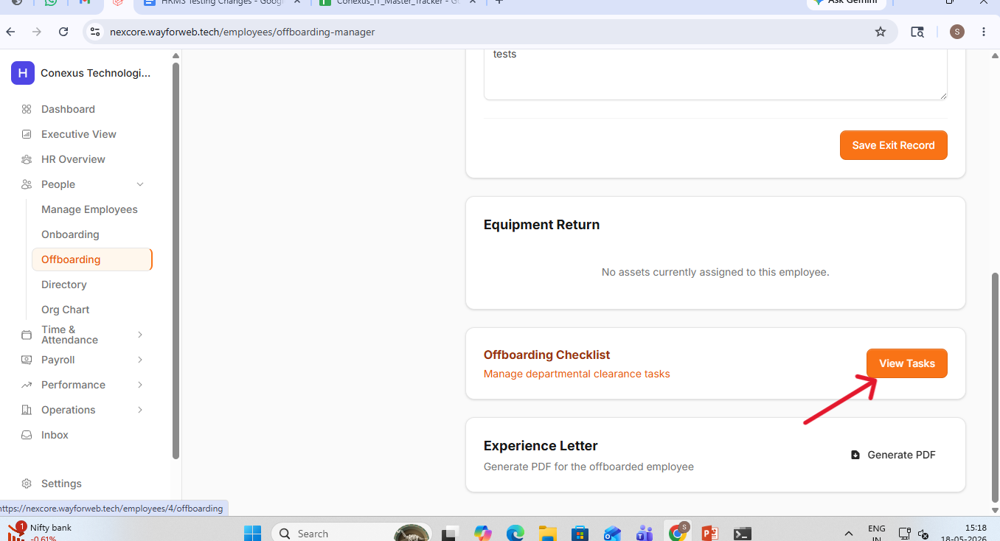 HRMS Testing Changes - Googl
Conexus_IT_Master_Tracker - Go
Ask Gemini
nexcore.wayforweb.tech/employees/offboarding-manager
S
H
Conexus Technologi...
Dashboard
Executive View
HR Overview
People
Manage Employees
Onboarding
Offboarding
Directory
Org Chart
Time &
Attendance
Payroll
Performance
Operations
Inbox
Settings
tests
Save Exit Record
Equipment Return
No assets currently assigned to this employee.
Offboarding Checklist
Manage departmental clearance tasks
View Tasks
Experience Letter
Generate PDF for the offboarded employee
Generate PDF
https://nexcore.wayforweb.tech/employees/4/offboarding
1
Nifty bank
-0.61%
Search
S
ENG
IN
15:18
18-05-2026